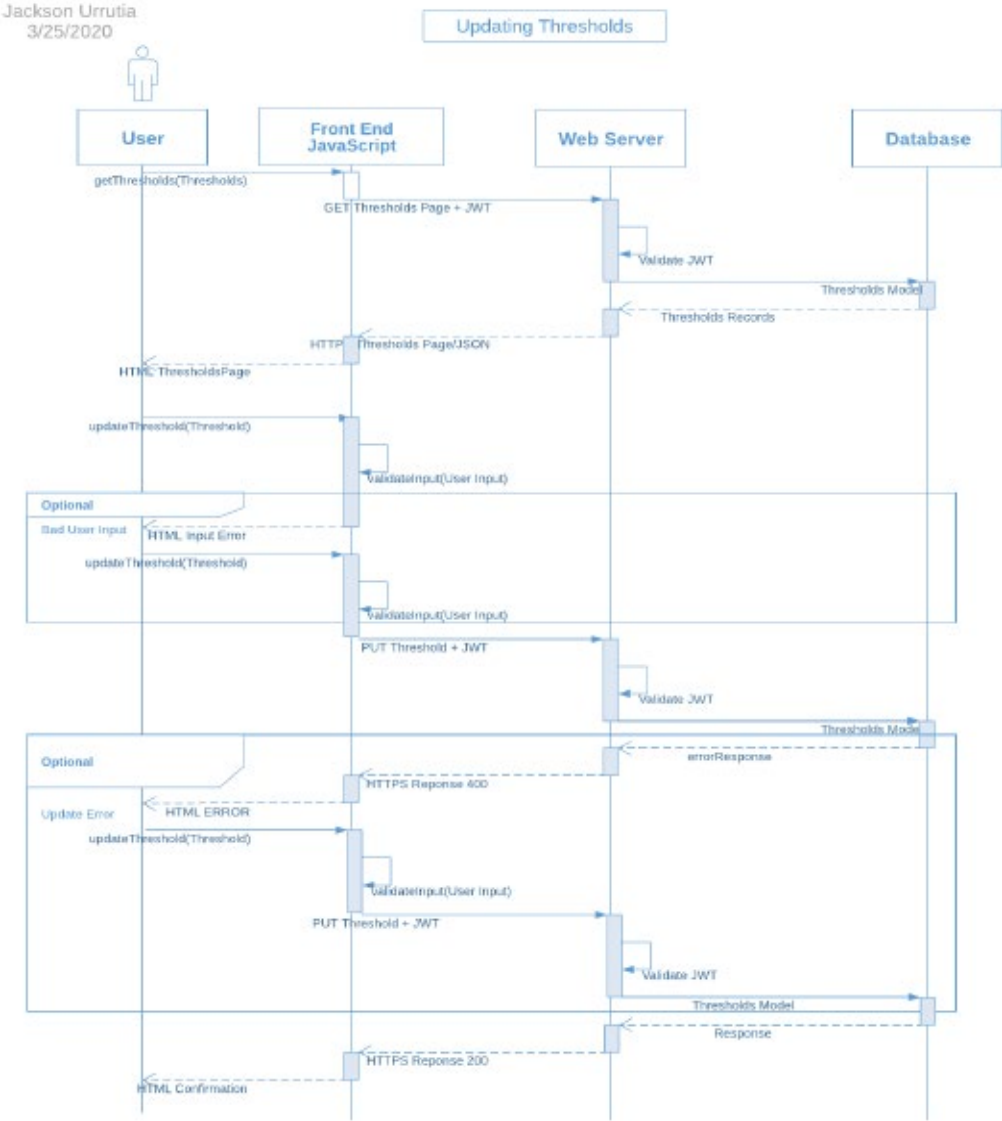 Jackson Urrutia
3/25/2020
Updating Thresholds
User
Front End
JavaScript
Web Server
Database
getThresholds(Thresholds)
GET Thresholds Page + JWT
Validate JWT
Thresholds Model
Thresholds Records
HTTP Thresholds Page/JSON
HTML ThresholdsPage
updateThreshold(Threshold)
validateInput(User Input)
Optional
Bad User Input
HTML Input Error
updateThreshold(Threshold)
validateInput(User Input)
PUT Threshold + JWT
Validate JWT
Thresholds Model
Optional
errorResponse
HTTPS Reponse 400
Update Error
HTML ERROR
updateThreshold(Threshold)
validateInput(User Input)
PUT Threshold + JWT
Validate JWT
Thresholds Model
Response
HTTPS Reponse 200
HTML Confirmation